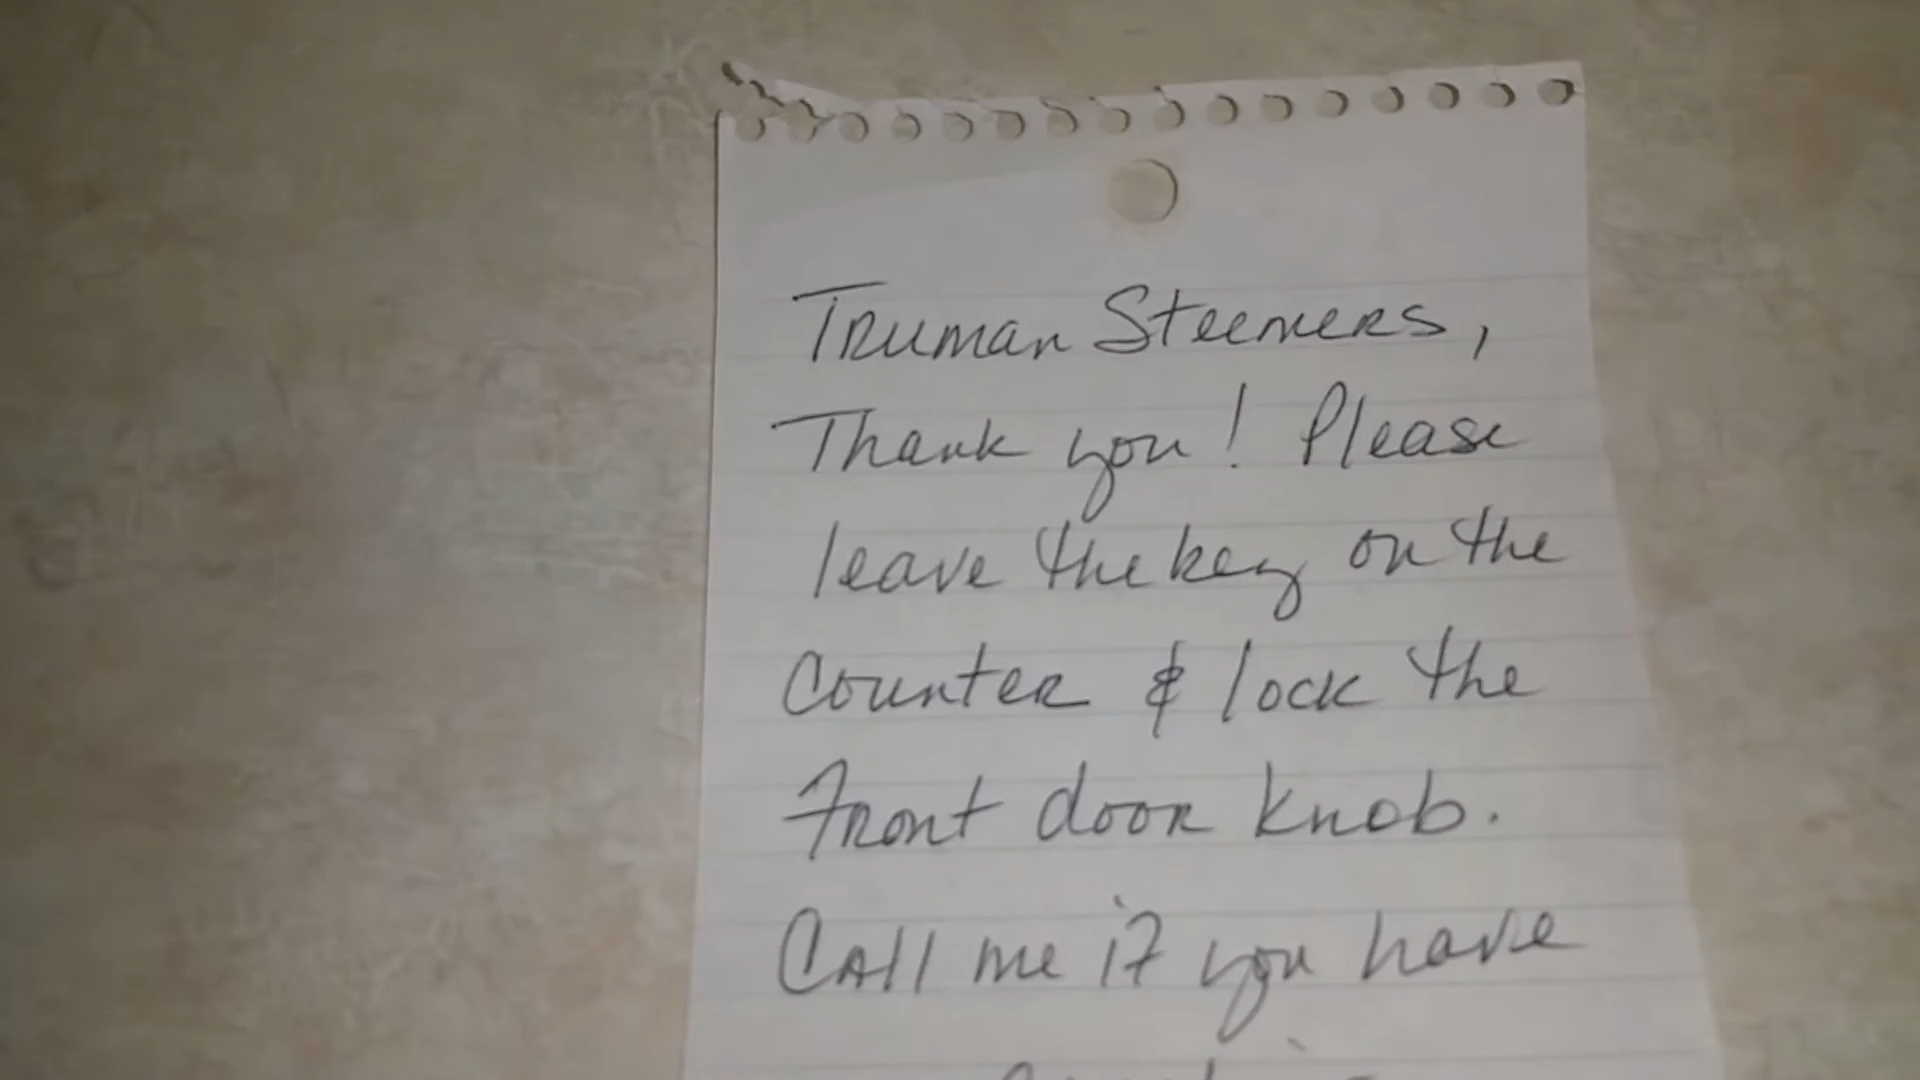 Truman Steemers,
Thank you! Please
leave the key on the
Counter & lock the
front door knob.
Call me if you have